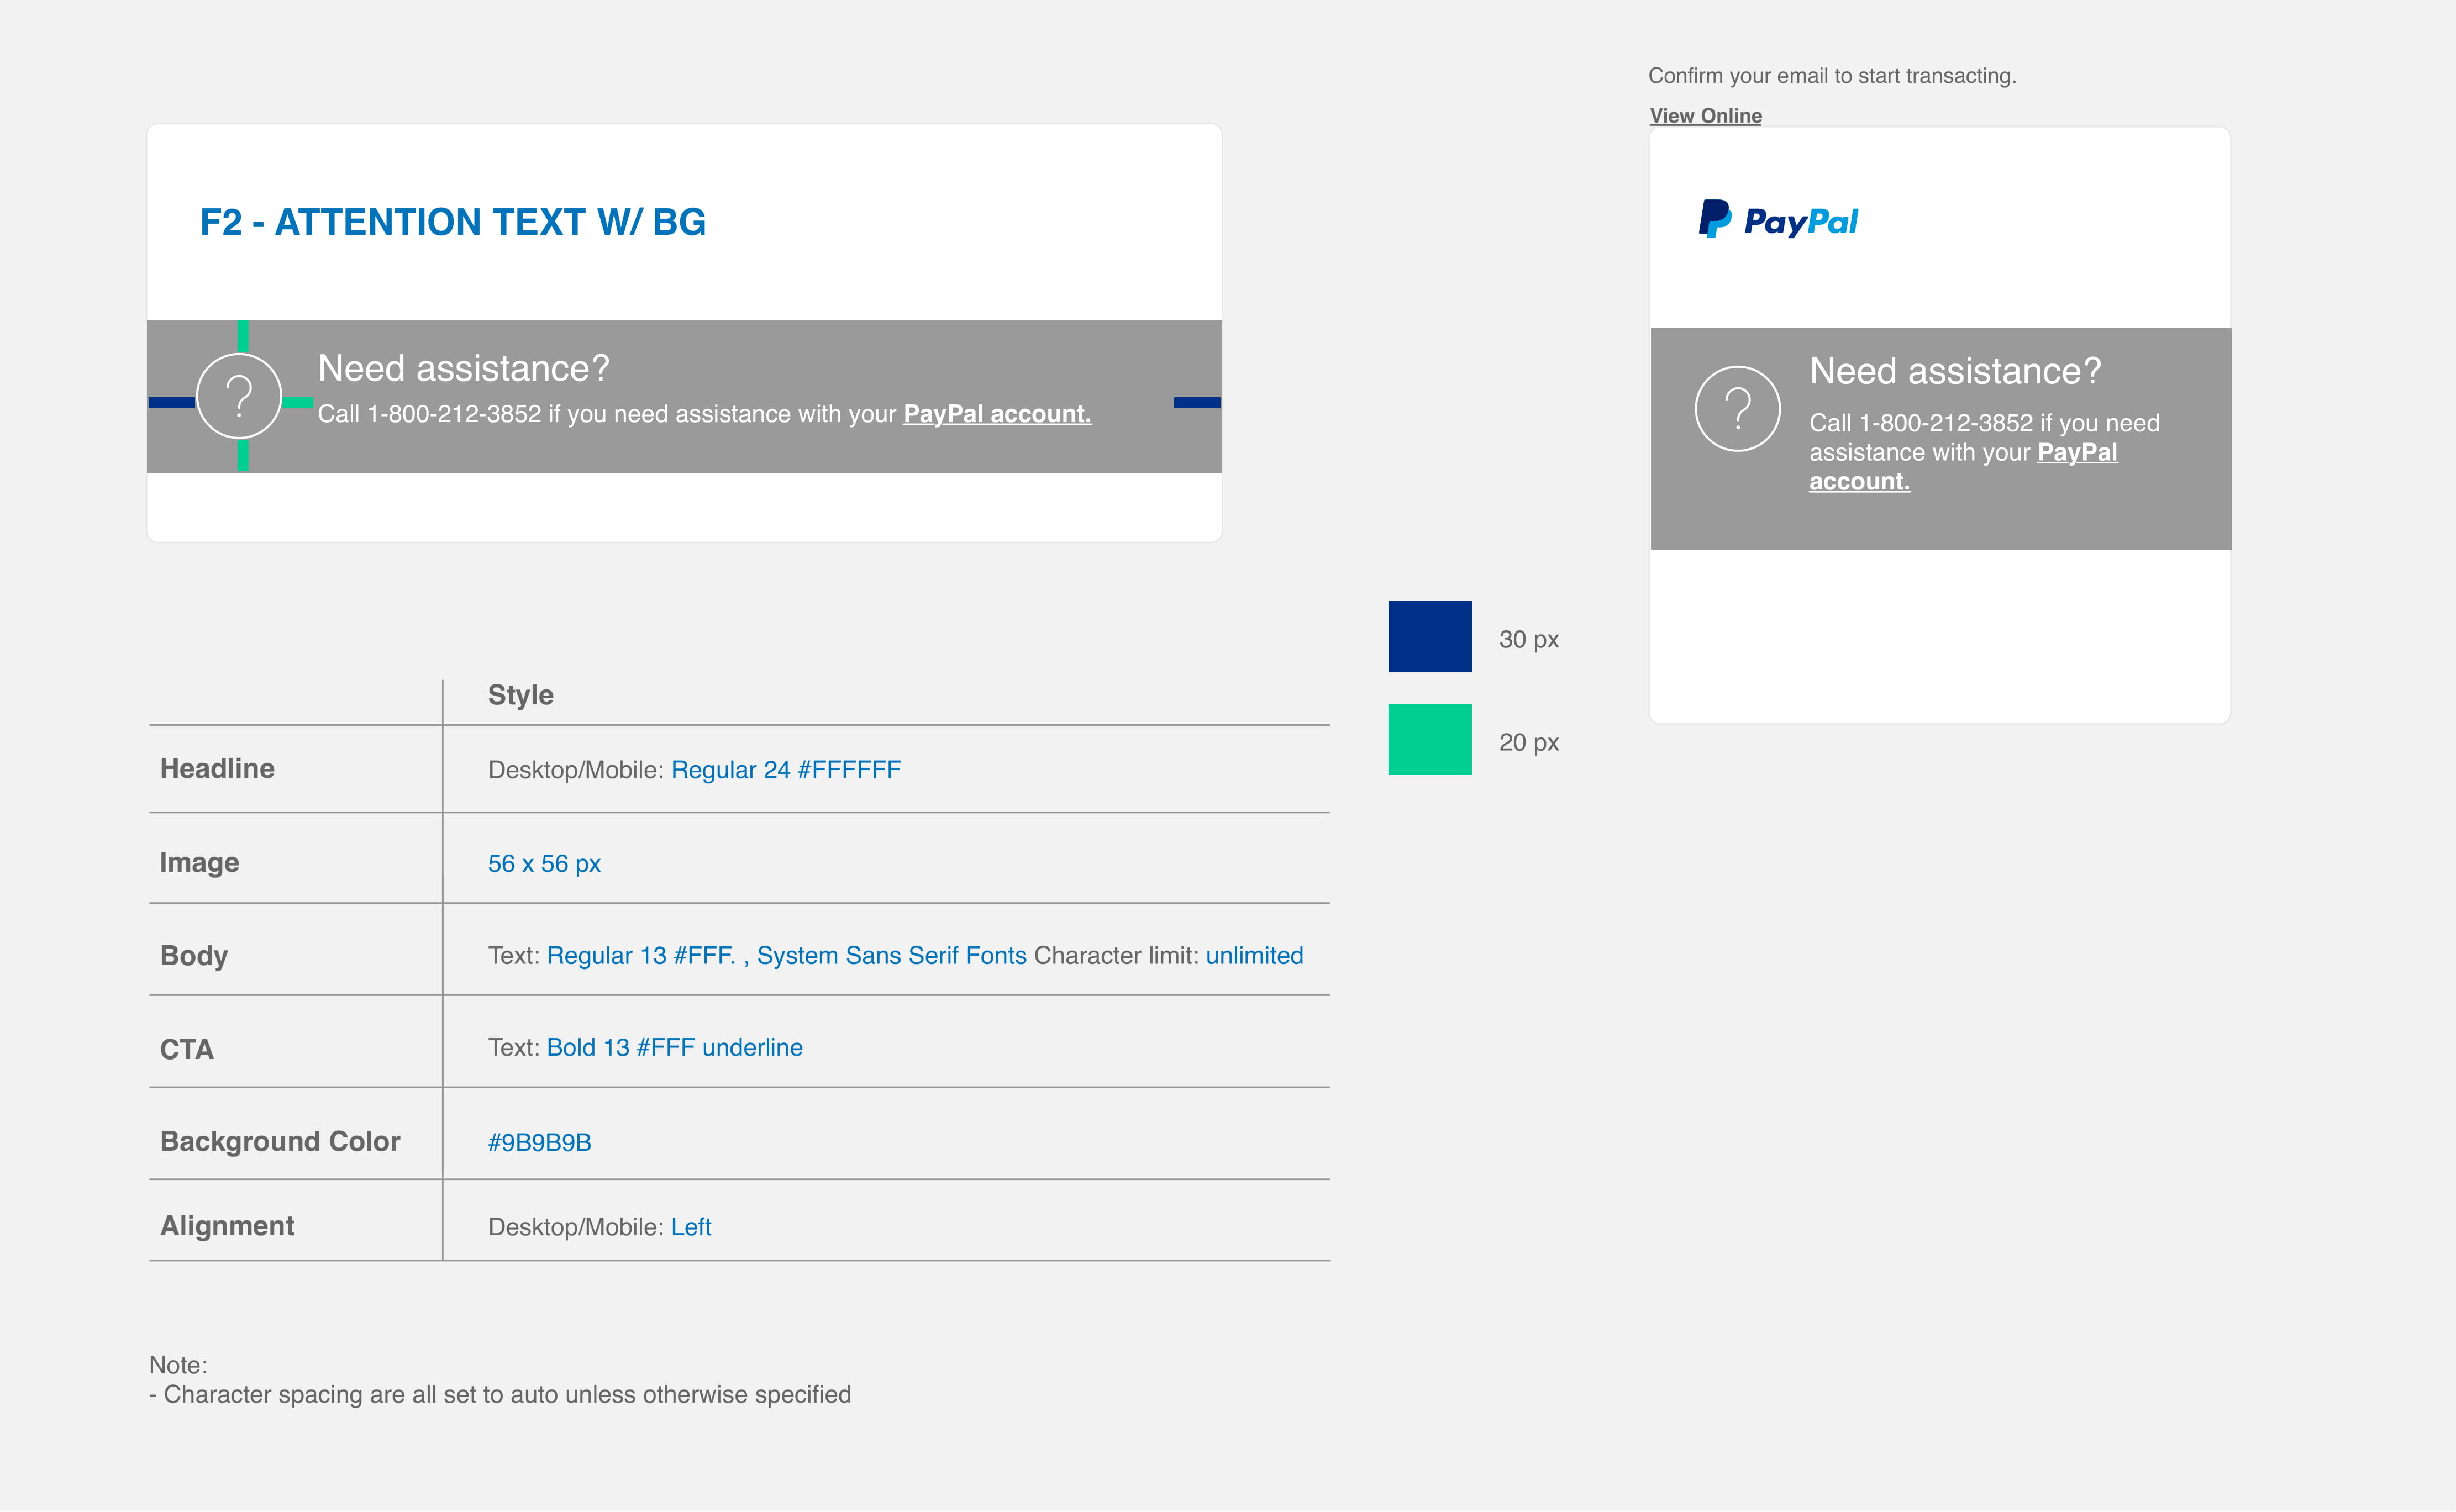 Confirm your email to start transacting.
View Online
F2 - ATTENTION TEXT W/ BG
?
Need assistance?
Call 1-800-212-3852 if you need assistance with your PayPal account.
P PayPal
?
Need assistance?
Call 1-800-212-3852 if you need
assistance with your PayPal
account.
30 px
20 px
Style
Headline
Desktop/Mobile: Regular 24 #FFFFFF
Image
56 x 56 px
Body
Text: Regular 13 #FFF. , System Sans Serif Fonts Character limit: unlimited
CTA
Text: Bold 13 #FFF underline
Background Color
#9B9B9B
Alignment
Desktop/Mobile: Left
Note:
- Character spacing are all set to auto unless otherwise specified